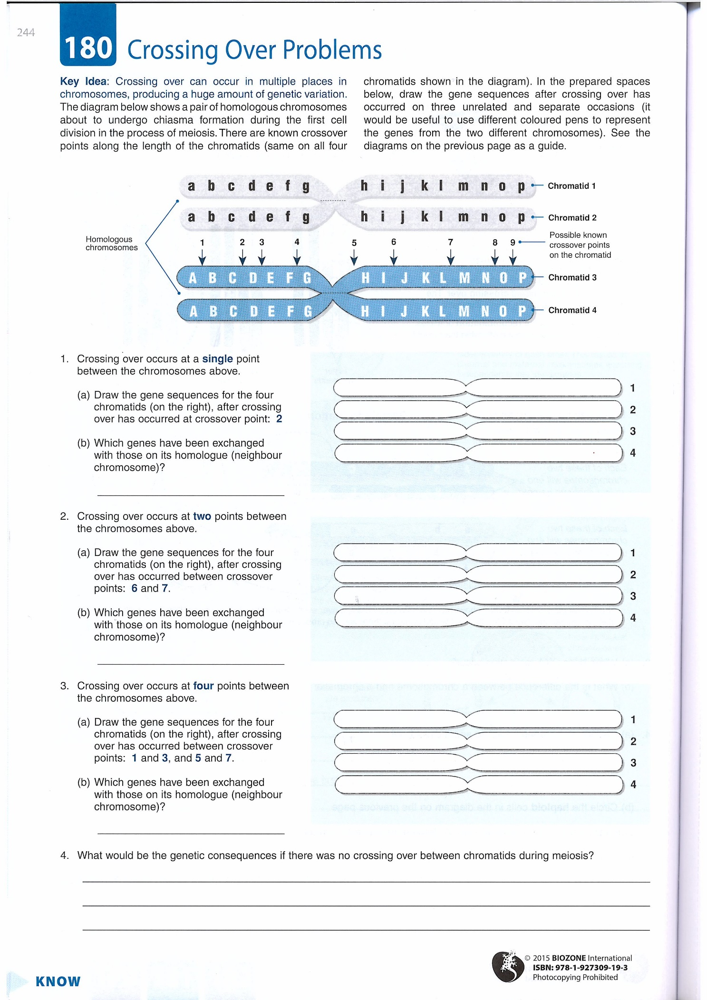 244
180 Crossing Over Problems
Key Idea: Crossing over can occur in multiple places in
chromosomes, producing a huge amount of genetic variation.
The diagram below shows a pair of homologous chromosomes
about to undergo chiasma formation during the first cell
division in the process of meiosis. There are known crossover
points along the length of the chromatids (same on all four
chromatids shown in the diagram). In the prepared spaces
below, draw the gene sequences after crossing over has
occurred on three unrelated and separate occasions (it
would be useful to use different coloured pens to represent
the genes from the two different chromosomes). See the
diagrams on the previous page as a guide.
a b c d e f g h i j k l m n o p Chromatid 1
a b c d e f g h i j k l m n o p Chromatid 2
Homologous
chromosomes
1 2 3 4 5 6 7 8 9
Possible known
crossover points
on the chromatid
A B C D E F G H I J K L M N O P Chromatid 3
A B C D E F G H I J K L M N O P Chromatid 4
1. Crossing over occurs at a single point
between the chromosomes above.
(a) Draw the gene sequences for the four
chromatids (on the right), after crossing
over has occurred at crossover point: 2
(b) Which genes have been exchanged
with those on its homologue (neighbour
chromosome)?
1
2
3
4
2. Crossing over occurs at two points between
the chromosomes above.
(a) Draw the gene sequences for the four
chromatids (on the right), after crossing
over has occurred between crossover
points: 6 and 7.
(b) Which genes have been exchanged
with those on its homologue (neighbour
chromosome)?
1
2
3
4
3. Crossing over occurs at four points between
the chromosomes above.
(a) Draw the gene sequences for the four
chromatids (on the right), after crossing
over has occurred between crossover
points: 1 and 3, and 5 and 7.
(b) Which genes have been exchanged
with those on its homologue (neighbour
chromosome)?
1
2
3
4
4. What would be the genetic consequences if there was no crossing over between chromatids during meiosis?
KNOW
© 2015 BIOZONE International
ISBN: 978-1-927309-19-3
Photocopying Prohibited